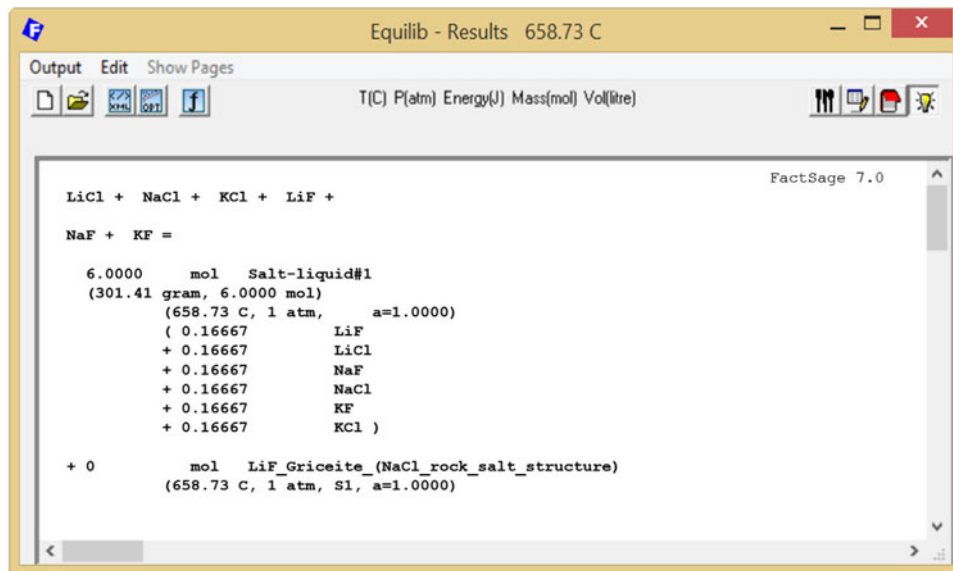 Equilib - Results 658.73 C
Output Edit Show Pages
T(C) P(atm) Energy(J) Mass(mol) Vol(litre)
FactSage 7.0
LiCl + NaCl + KCl + LiF +
NaF + KF =
6.0000 mol Salt-liquid#1
(301.41 gram, 6.0000 mol)
(658.73 C, 1 atm, a=1.0000)
( 0.16667 LiF
+ 0.16667 LiCl
+ 0.16667 NaF
+ 0.16667 NaCl
+ 0.16667 KF
+ 0.16667 KCl )
+ 0 mol LiF_Griceite_(NaCl_rock_salt_structure)
(658.73 C, 1 atm, S1, a=1.0000)